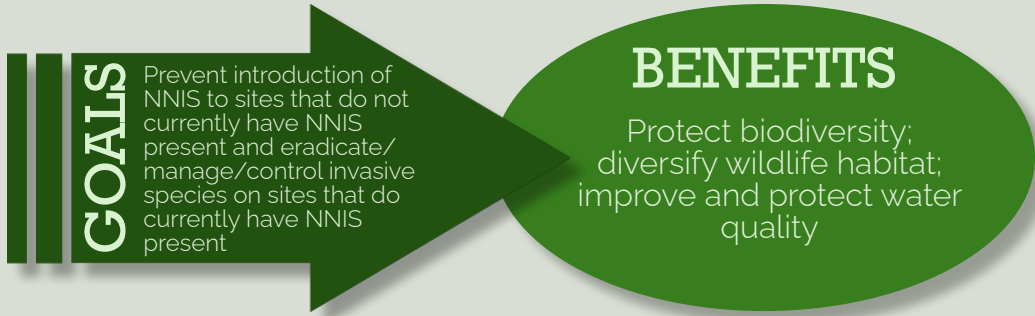 GOALS
Prevent introduction of
NNIS to sites that do not
currently have NNIS
present and eradicate/
manage/control invasive
species on sites that do
currently have NNIS
present
BENEFITS
Protect biodiversity;
diversify wildlife habitat;
improve and protect water
quality